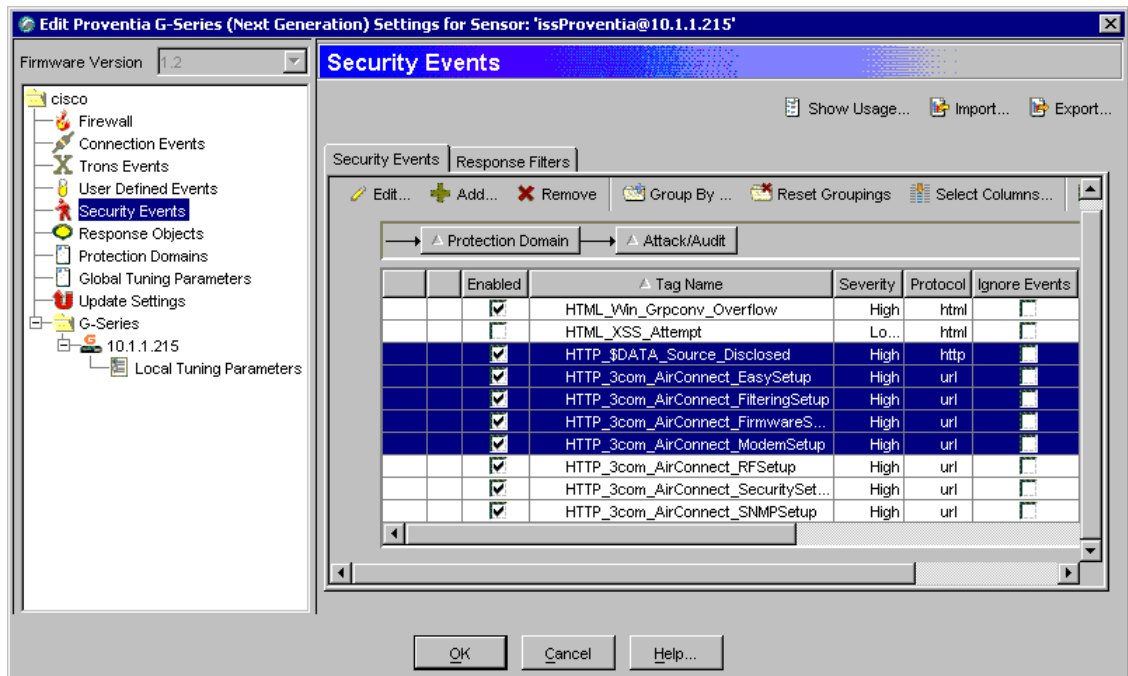 Edit Proventia G-Series (Next Generation) Settings for Sensor: 'issProventia@10.1.1.215'
Firmware Version 1.2
cisco
Firewall
Connection Events
Trons Events
User Defined Events
Security Events
Response Objects
Protection Domains
Global Tuning Parameters
Update Settings
G-Series
10.1.1.215
Local Tuning Parameters
Security Events
Show Usage... Import... Export...
Security Events Response Filters
Edit... Add... Remove Group By ... Reset Groupings Select Columns...
Protection Domain Attack/Audit
Enabled Tag Name Severity Protocol Ignore Events
HTML_Win_Grpconv_Overflow High html
HTML_XSS_Attempt Lo... html
HTTP_$DATA_Source_Disclosed High http
HTTP_3com_AirConnect_EasySetup High url
HTTP_3com_AirConnect_FilteringSetup High url
HTTP_3com_AirConnect_FirmwareS... High url
HTTP_3com_AirConnect_ModemSetup High url
HTTP_3com_AirConnect_RFSetup High url
HTTP_3com_AirConnect_SecuritySet... High url
HTTP_3com_AirConnect_SNMPSetup High url
OK Cancel Help...